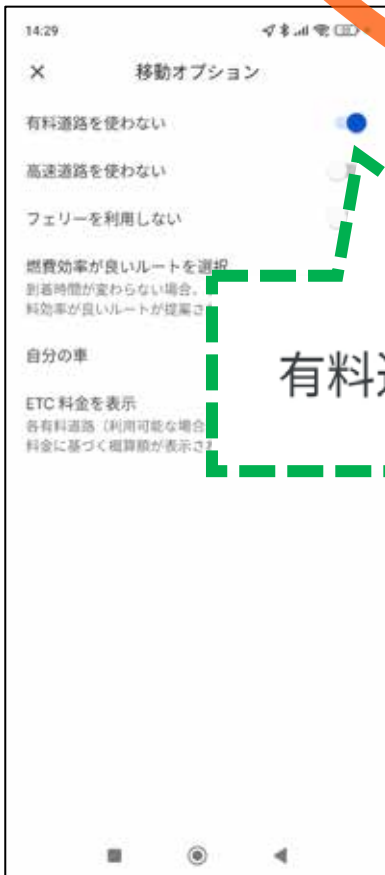 14:29
移動オプション
有料道路を使わない
高速道路を使わない
フェリーを利用しない
燃費効率が良いルートを選択
到着時間が変わらない場合、
料効率が良いルートが提案さ
自分の車
有料
ETC 料金を表示
各有料道路（利用可能な場合
料金に基づく概算額が表示さ